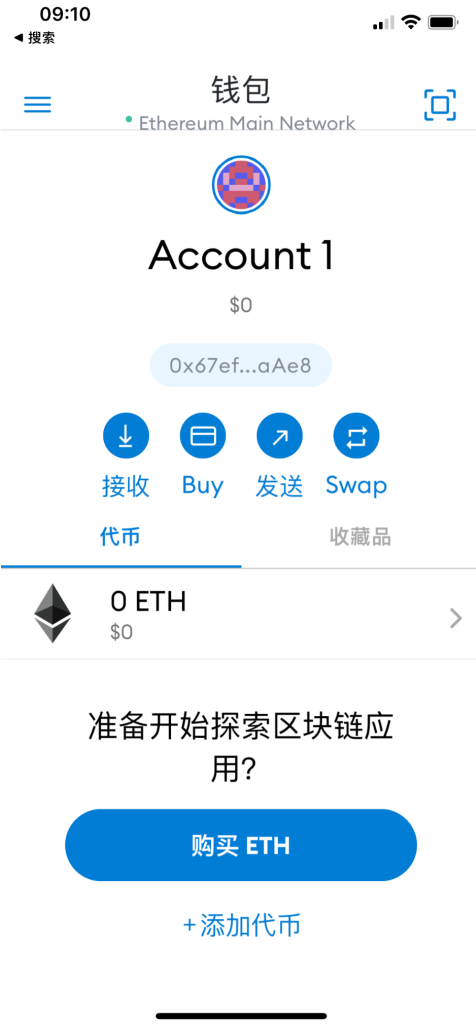 09:10
◀ 搜索
钱包
Ethereum Main Network
Account 1
$0
0x67ef...aAe8
接收 Buy 发送 Swap
代币 收藏品
0 ETH
$0
准备开始探索区块链应
用?
购买 ETH
+添加代币